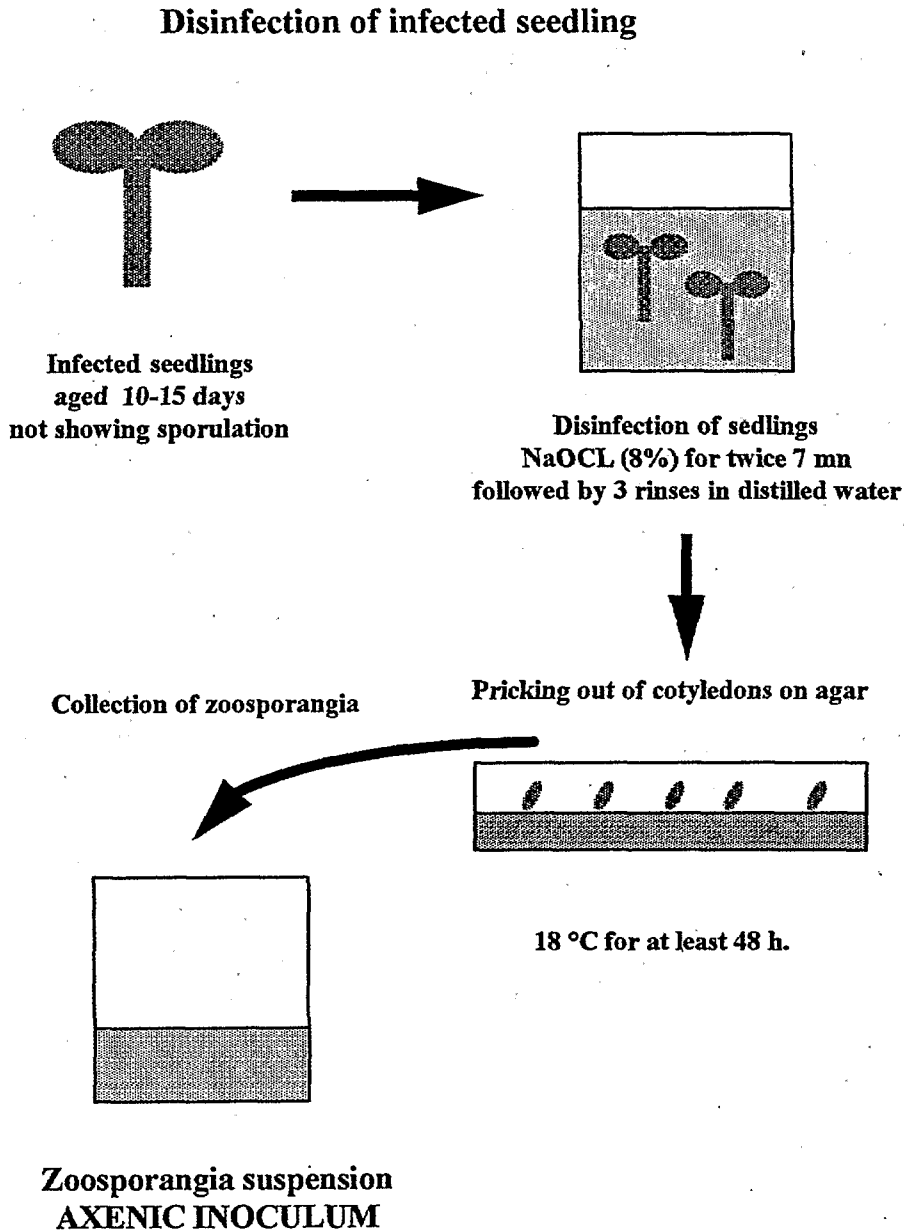 Disinfection of infected seedling
Infected seedlings
aged 10-15 days
not showing sporulation
Disinfection of sedlings
NaOCL (8%) for twice 7 mn
followed by 3 rinses in distilled water
Pricking out of cotyledons on agar
18 °C for at least 48 h.
Collection of zoosporangia
Zoosporangia suspension
AXENIC INOCULUM